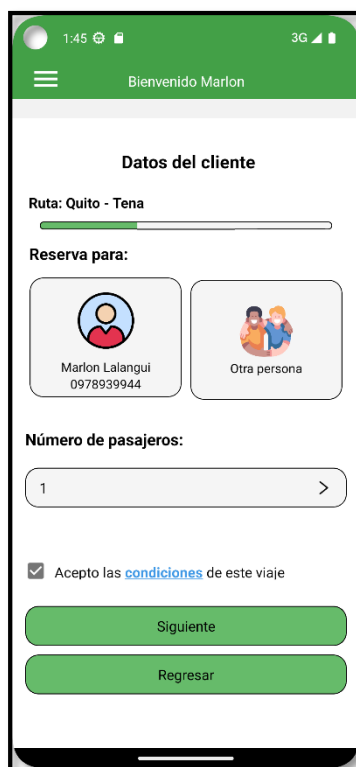 1:45
3G
Bienvenido Marlon
Datos del cliente
Ruta: Quito - Tena
Reserva para:
Marlon Lalangui
0978939944
Otra persona
Número de pasajeros:
1
Acepto las condiciones de este viaje
Siguiente
Regresar